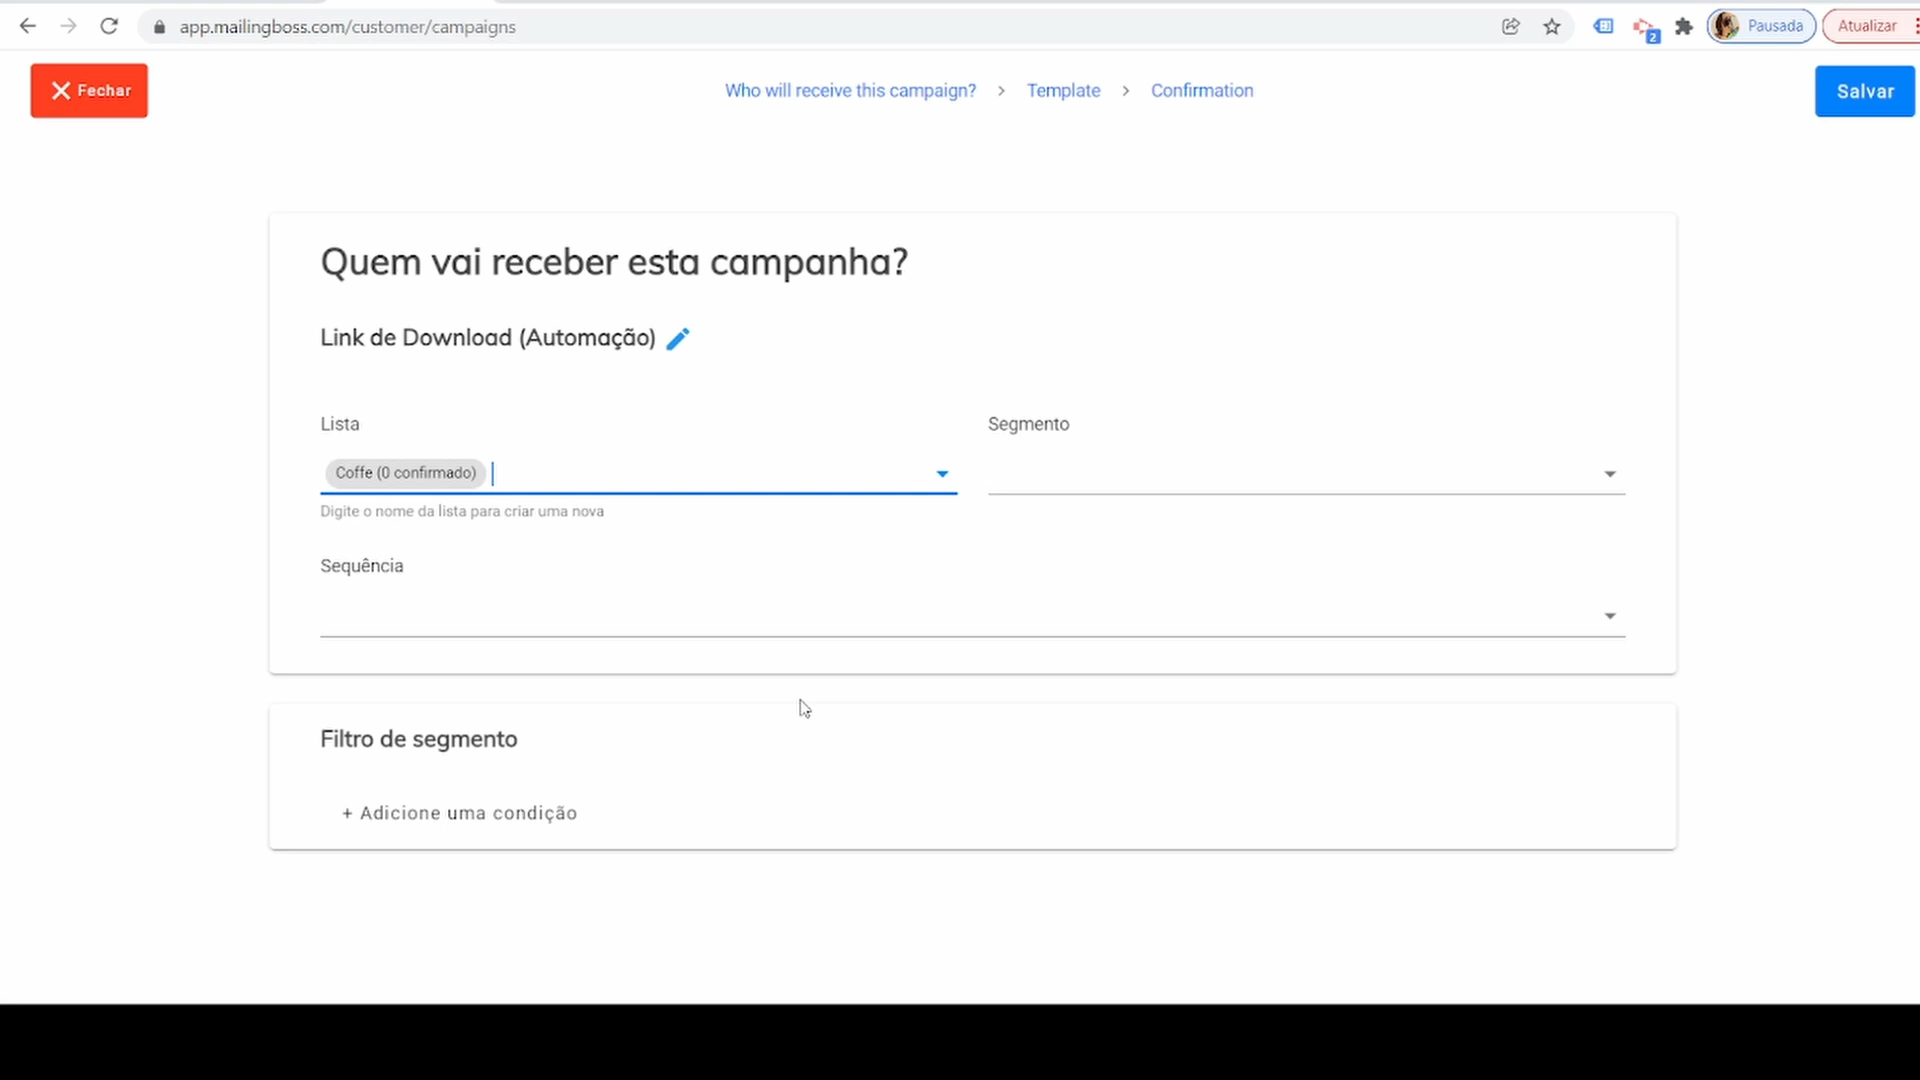 app.mailingboss.com/customer/campaigns
2
Pausada
Atualizar
Fechar
Who will receive this campaign? > Template > Confirmation
Salvar
Quem vai receber esta campanha?
Link de Download (Automação)
Lista
Segmento
Coffe (0 confirmado)
Digite o nome da lista para criar uma nova
Sequência
Filtro de segmento
+ Adicione uma condição